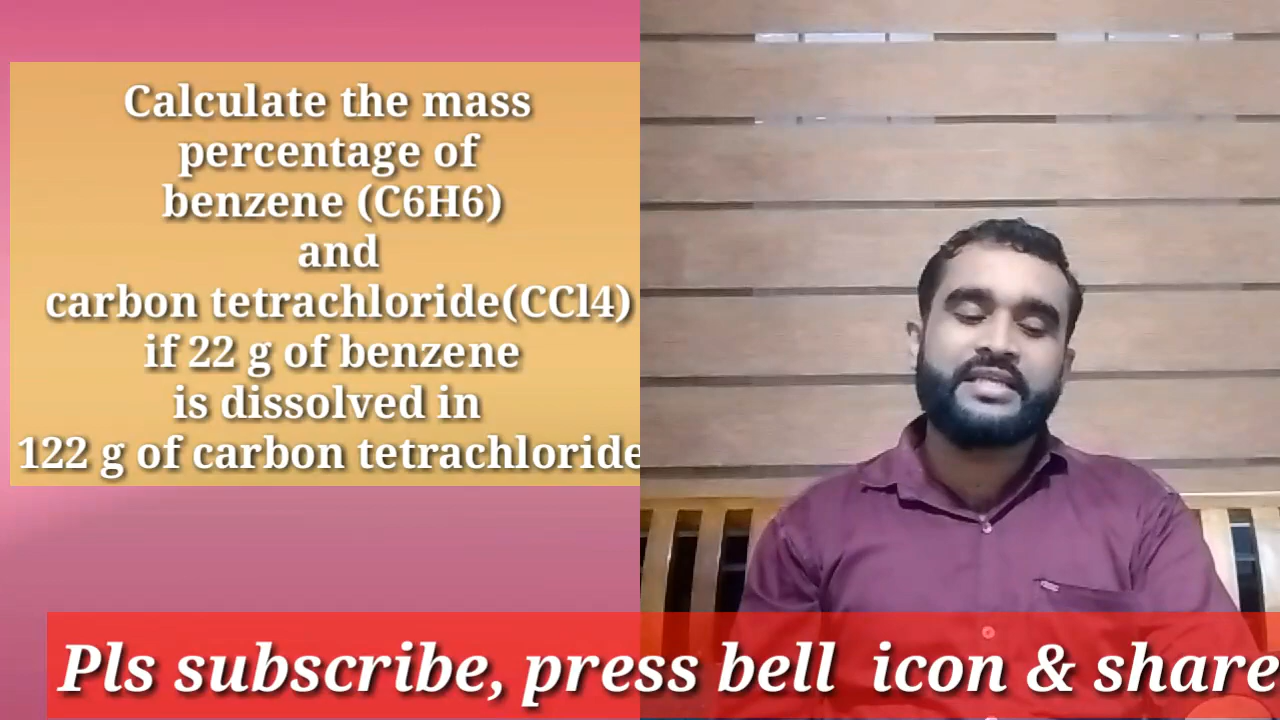 Calculate the mass
percentage of
benzene (C6H6)
and
carbon tetrachloride(CCl4)
if 22 g of benzene
is dissolved in
122 g of carbon tetrachloride
Pls subscribe, press bell icon & share